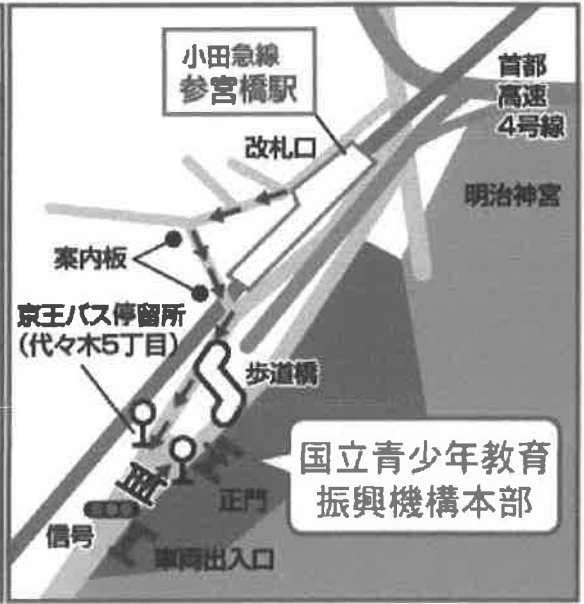 小田急線
参宮橋駅
首都
高速
4号線
改札口
明治神宮
案内板
京王バス停留所
(代々木5丁目)
歩道橋
国立青少年教育
振興機構本部
正門
信号
車両出入口